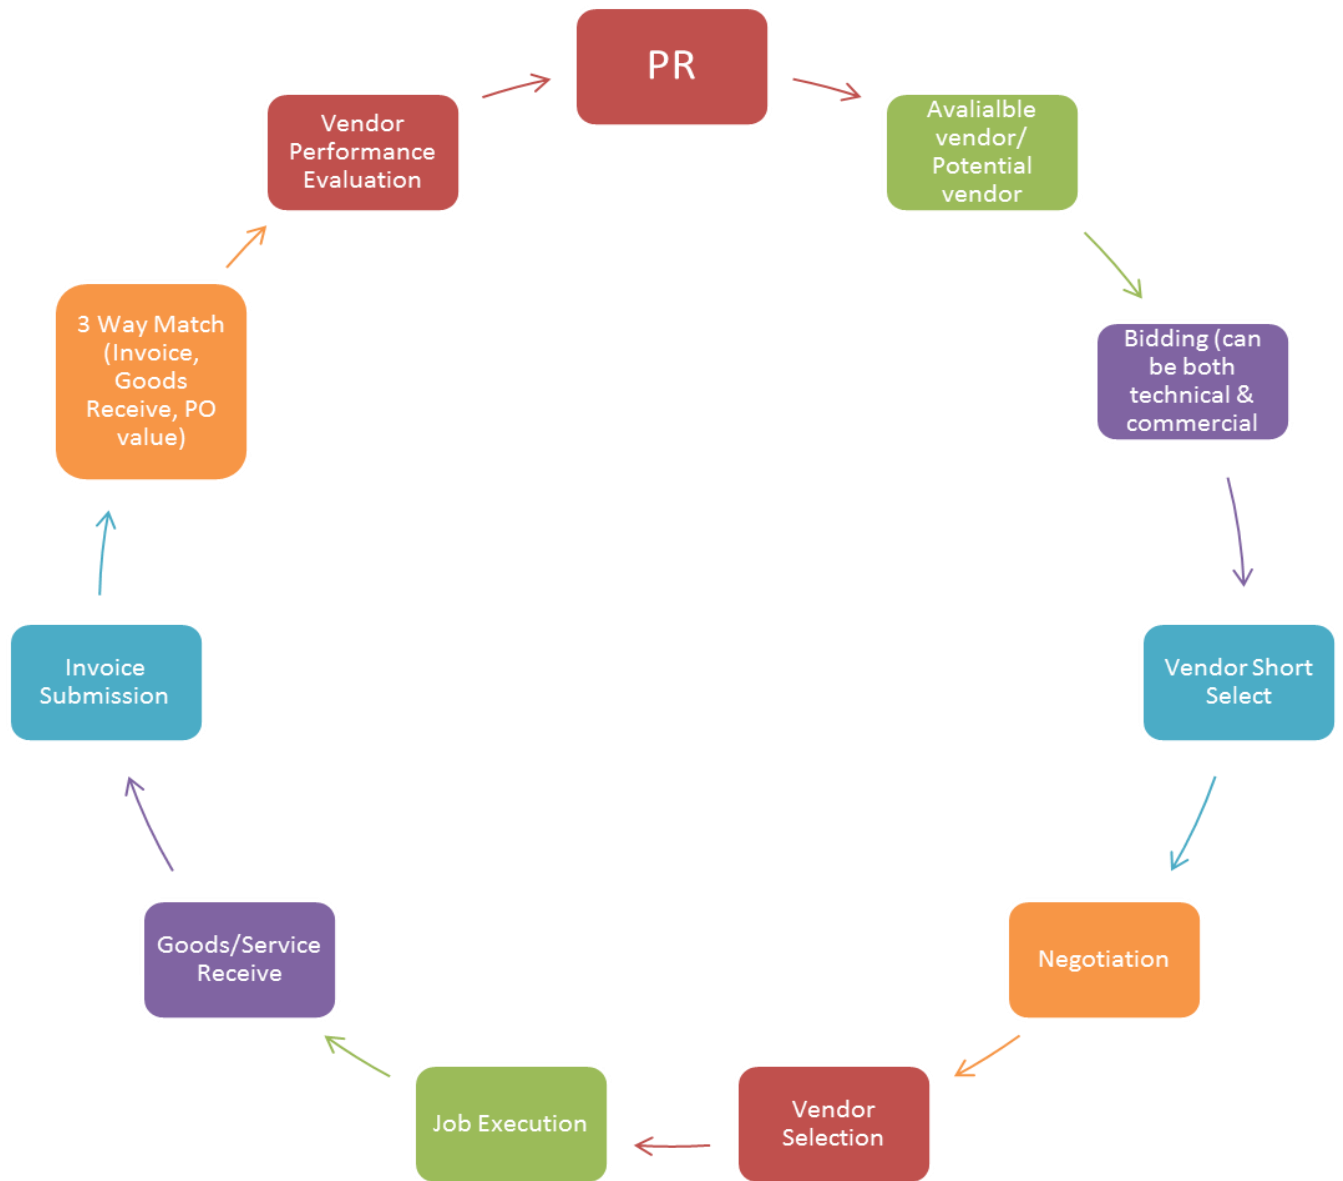 PR
Avalialble
vendor/
Potential
vendor
Bidding (can
be both
technical &
commercial
Vendor Short
Select
Negotiation
Vendor
Selection
Job Execution
Goods/Service
Receive
Invoice
Submission
3 Way Match
(Invoice,
Goods
Receive, PO
value)
Vendor
Performance
Evaluation